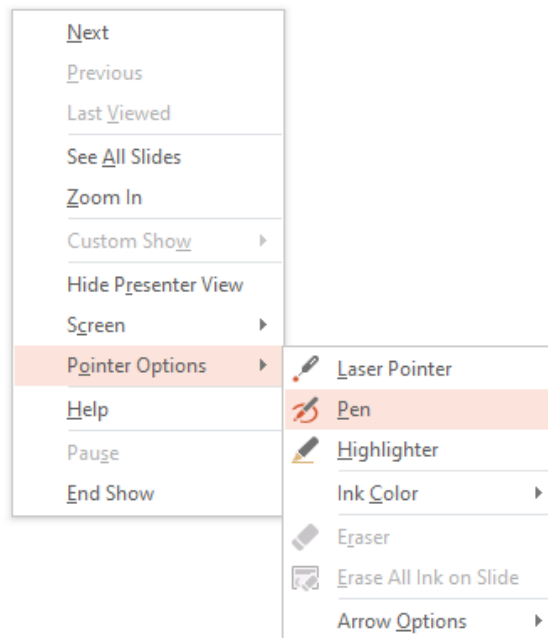 Next
Previous
Last Viewed
See All Slides
Zoom In
Custom Show
Hide Presenter View
Screen
Pointer Options
Help
Pause
End Show
Laser Pointer
Pen
Highlighter
Ink Color
Eraser
Erase All Ink on Slide
Arrow Options